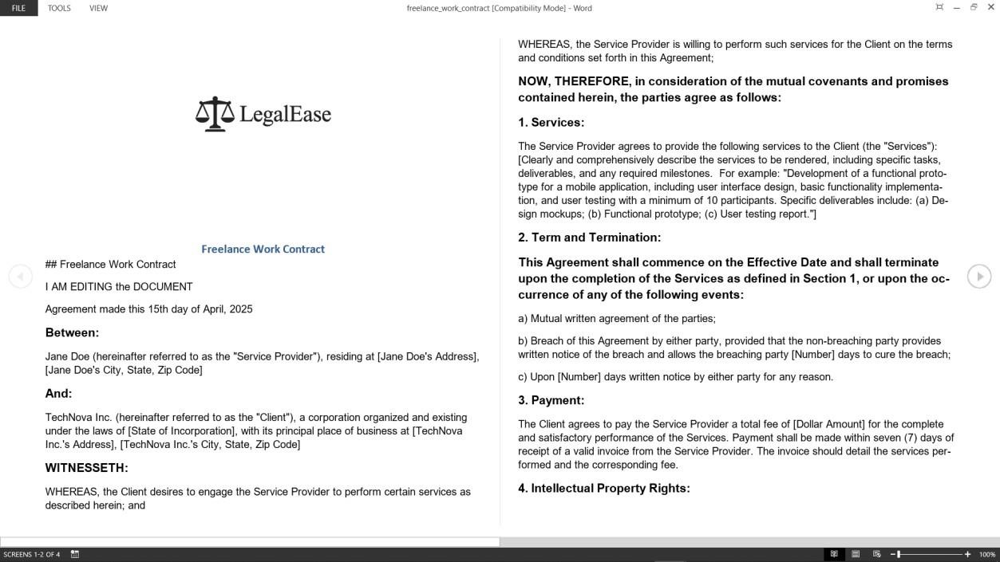 FILE TOOLS VIEW freelance_work_contract [Compatibility Mode] - Word
LegalEase
Freelance Work Contract
## Freelance Work Contract
I AM EDITING the DOCUMENT
Agreement made this 15th day of April, 2025
Between:
Jane Doe (hereinafter referred to as the "Service Provider"), residing at [Jane Doe's Address],
[Jane Doe's City, State, Zip Code]
And:
TechNova Inc. (hereinafter referred to as the "Client"), a corporation organized and existing
under the laws of [State of Incorporation], with its principal place of business at [TechNova
Inc.'s Address], [TechNova Inc.'s City, State, Zip Code]
WITNESSETH:
WHEREAS, the Client desires to engage the Service Provider to perform certain services as
described herein; and
WHEREAS, the Service Provider is willing to perform such services for the Client on the terms
and conditions set forth in this Agreement;
NOW, THEREFORE, in consideration of the mutual covenants and promises
contained herein, the parties agree as follows:
1. Services:
The Service Provider agrees to provide the following services to the Client (the "Services"):
[Clearly and comprehensively describe the services to be rendered, including specific tasks,
deliverables, and any required milestones.  For example: "Development of a functional proto-
type for a mobile application, including user interface design, basic functionality implementa-
tion, and user testing with a minimum of 10 participants. Specific deliverables include: (a) De-
sign mockups; (b) Functional prototype; (c) User testing report."]
2. Term and Termination:
This Agreement shall commence on the Effective Date and shall terminate
upon the completion of the Services as defined in Section 1, or upon the oc-
currence of any of the following events:
a) Mutual written agreement of the parties;
b) Breach of this Agreement by either party, provided that the non-breaching party provides
written notice of the breach and allows the breaching party [Number] days to cure the breach;
c) Upon [Number] days written notice by either party for any reason.
3. Payment:
The Client agrees to pay the Service Provider a total fee of [Dollar Amount] for the complete
and satisfactory performance of the Services. Payment shall be made within seven (7) days of
receipt of a valid invoice from the Service Provider. The invoice should detail the services per-
formed and the corresponding fee.
4. Intellectual Property Rights:
SCREENS 1-2 OF 4
100%